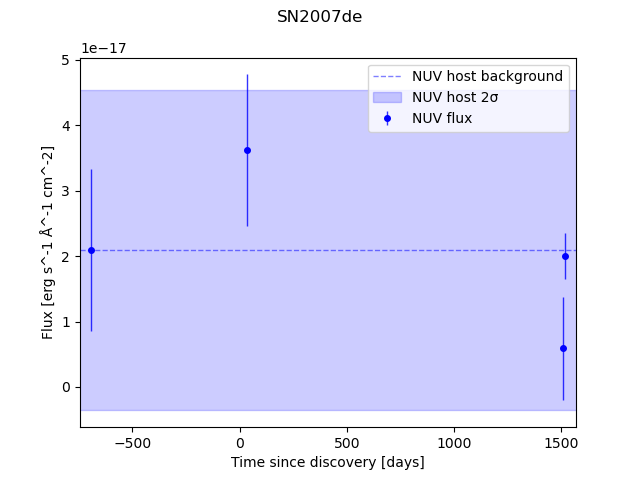 SN2007de
1e−17
NUV host background
NUV host 2σ
NUV flux
5
4
3
2
1
0
Flux [erg s^-1 Å^-1 cm^-2]
−500
0
500
1000
1500
Time since discovery [days]